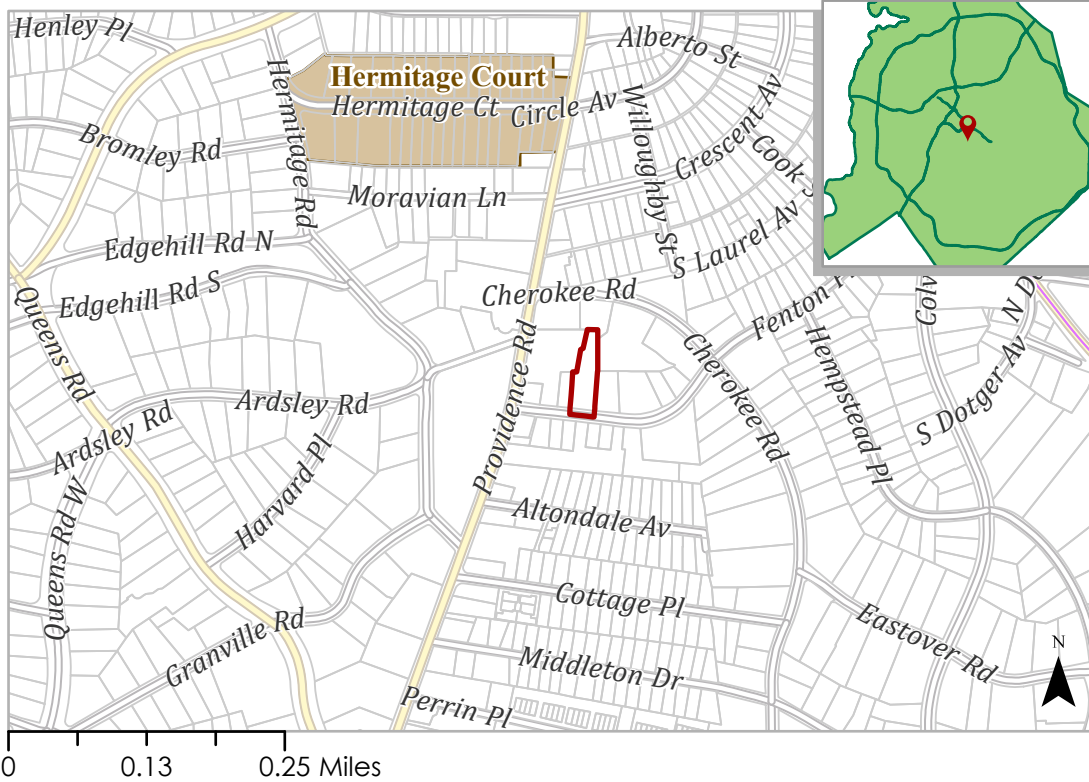 Henley Pl
Alberto St
Hermitage Court
Hermitage Rd
Hermitage Ct
Circle Av
Willoughby St
Crescent Av
Cook
Bromley Rd
Moravian Ln
S Laurel Av
Edgehill Rd N
Edgehill Rd S
Cherokee Rd
Fenton
Colv
N D
Queens Rd
Providence Rd
Cherokee Rd
Hempstead Pl
S Dotger Av
Ardsley Rd
Ardsley Rd
Harvard Pl
Queens Rd W
Altondale Av
Cottage Pl
Eastover Rd
Granville Rd
Middleton Dr
Perrin Pl
N
0 0.13 0.25 Miles